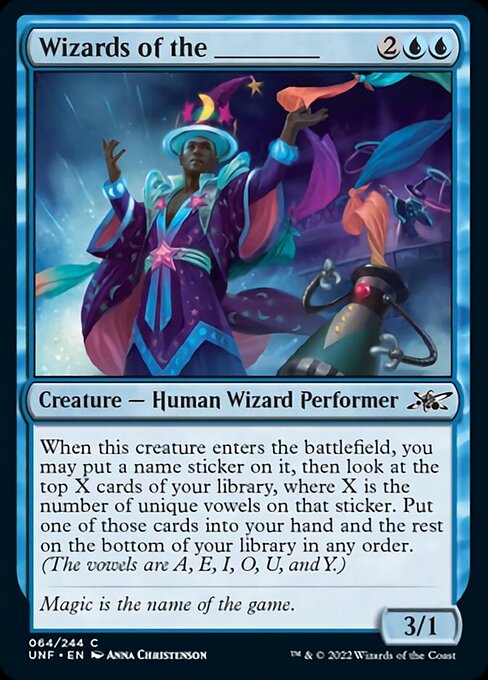 Wizards of the ________ 2
Creature — Human Wizard Performer
When this creature enters the battlefield, you
may put a name sticker on it, then look at the
top X cards of your library, where X is the
number of unique vowels on that sticker. Put
one of those cards into your hand and the rest
on the bottom of your library in any order.
(The vowels are A, E, I, O, U, and Y.)
Magic is the name of the game.
3/1
064/244 C
UNF • EN Anna Christenson
™ & © 2022 Wizards of the Coast